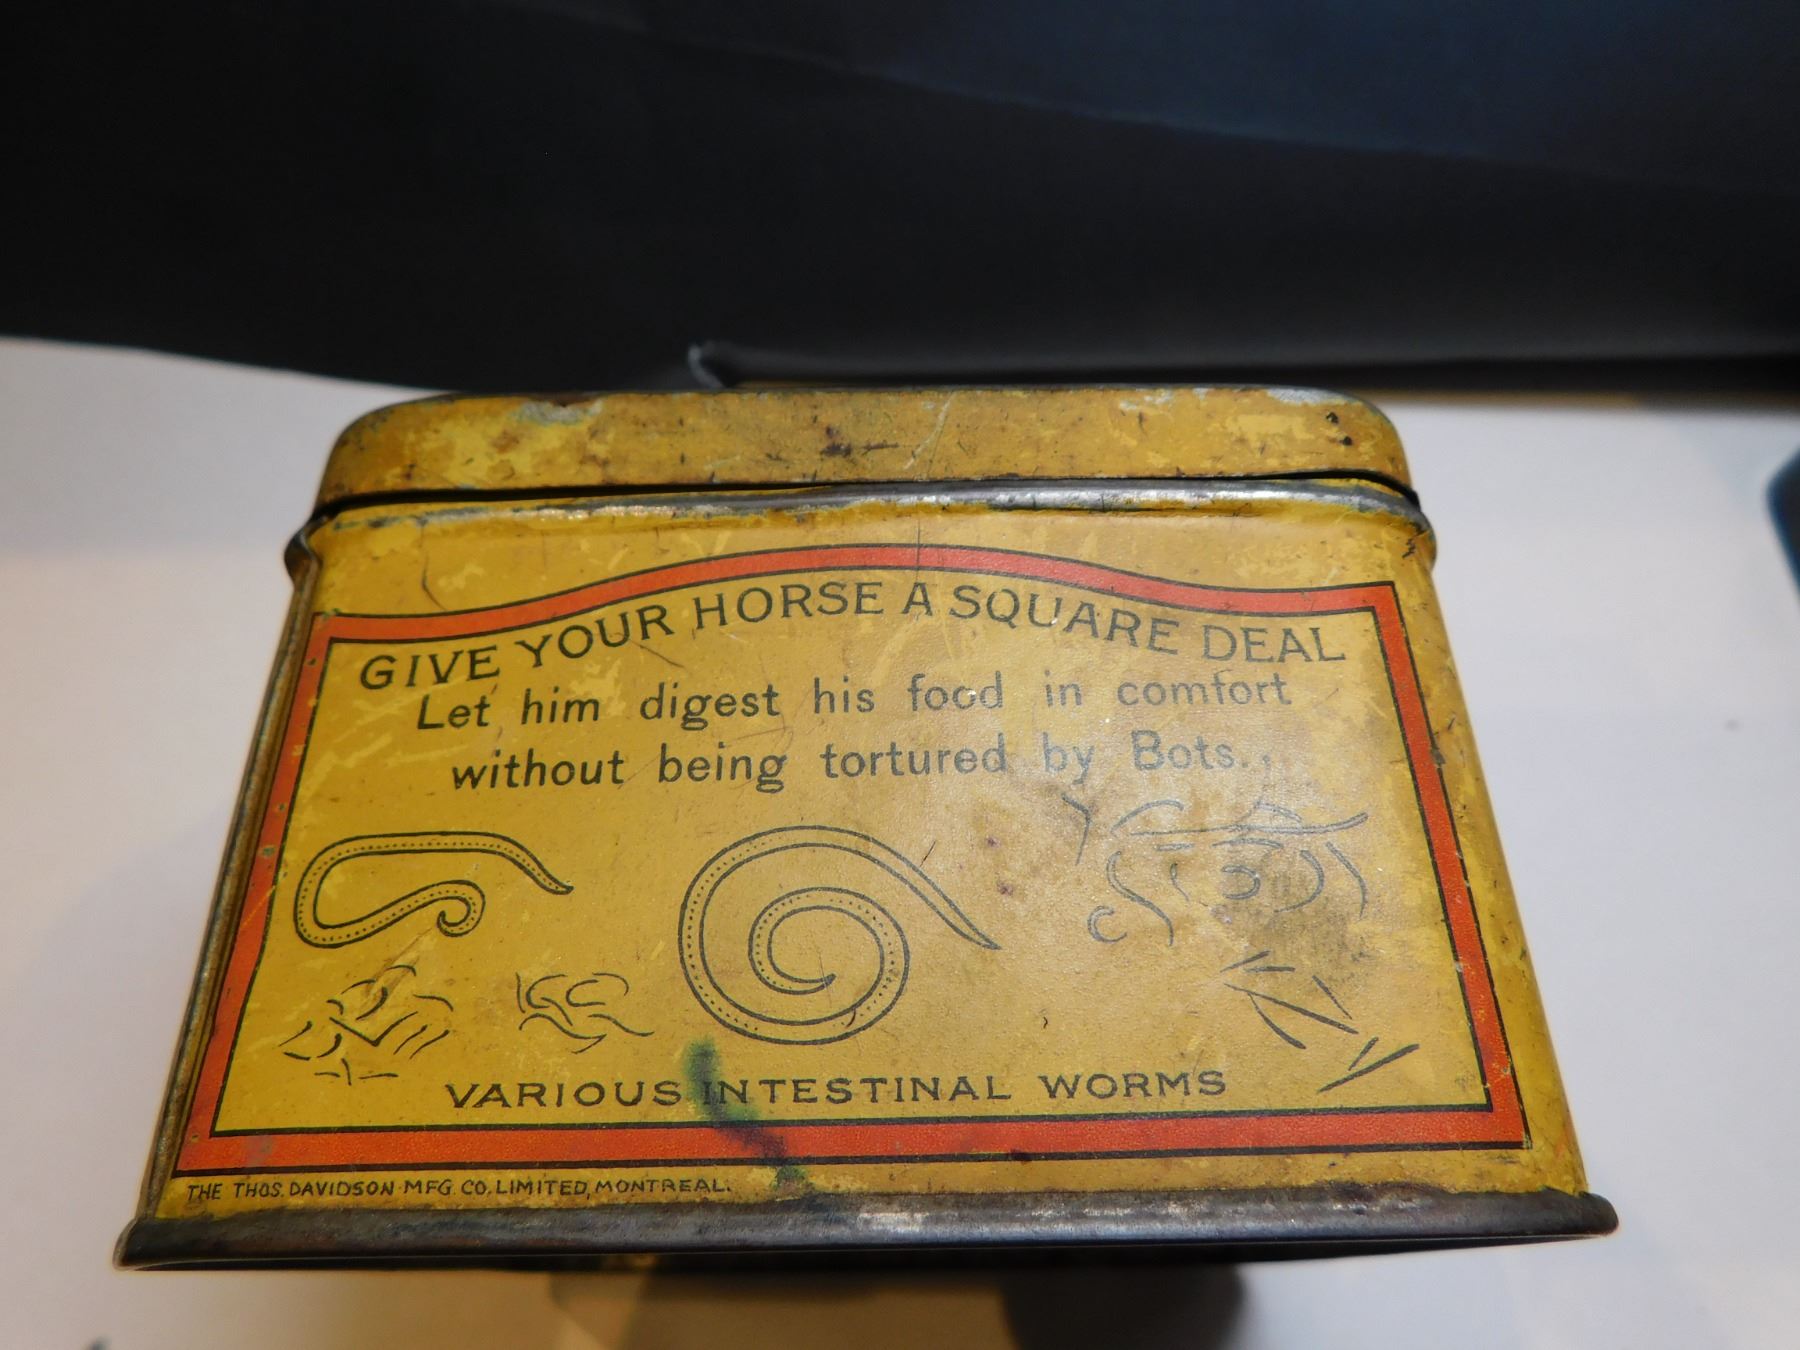 GIVE YOUR HORSE A SQUARE DEAL
Let him digest his food in comfort
without being tortured by Bots.
VARIOUS INTESTINAL WORMS
THE THOS. DAVIDSON MFG. CO. LIMITED, MONTREAL.